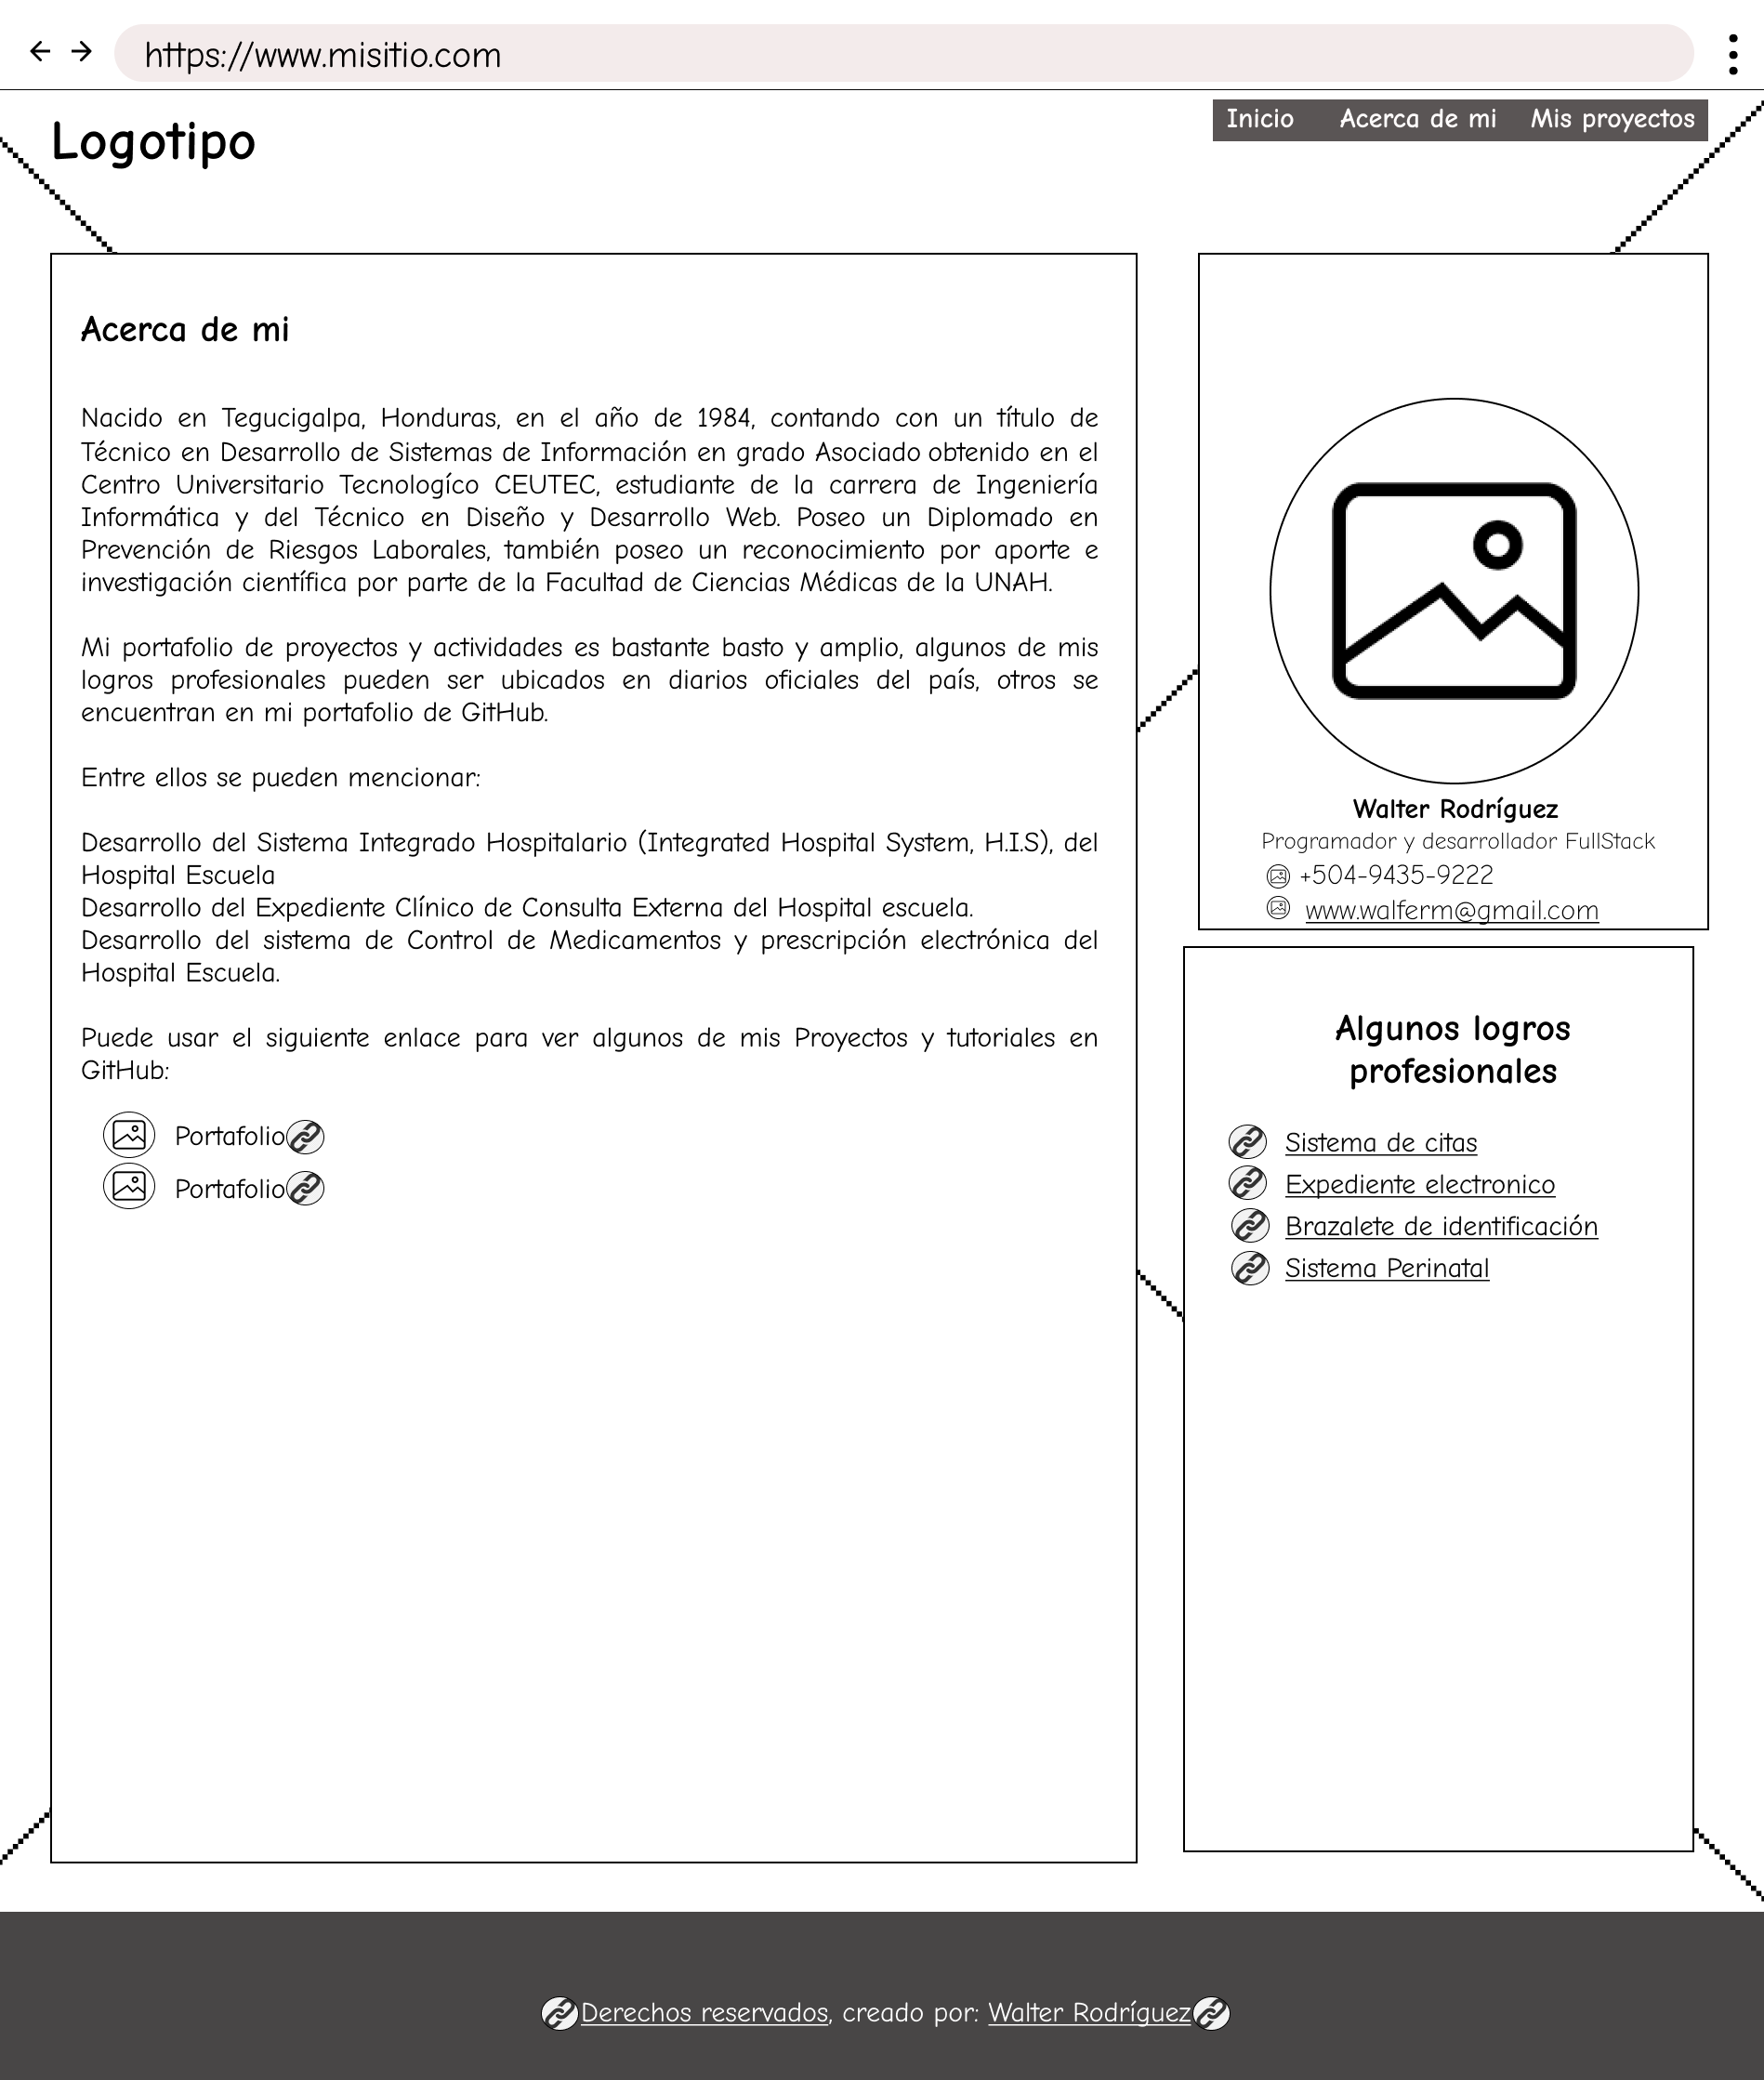 https://www.misitio.com
Logotipo
Inicio Acerca de mi Mis proyectos
Acerca de mi
Nacido en Tegucigalpa, Honduras, en el año de 1984, contando con un título de
Técnico en Desarrollo de Sistemas de Información en grado Asociado obtenido en el
Centro Universitario Tecnologíco CEUTEC, estudiante de la carrera de Ingeniería
Informática y del Técnico en Diseño y Desarrollo Web. Poseo un Diplomado en
Prevención de Riesgos Laborales, también poseo un reconocimiento por aporte e
investigación científica por parte de la Facultad de Ciencias Médicas de la UNAH.
Mi portafolio de proyectos y actividades es bastante basto y amplio, algunos de mis
logros profesionales pueden ser ubicados en diarios oficiales del país, otros se
encuentran en mi portafolio de GitHub.
Entre ellos se pueden mencionar:
Desarrollo del Sistema Integrado Hospitalario (Integrated Hospital System, H.I.S), del
Hospital Escuela
Desarrollo del Expediente Clínico de Consulta Externa del Hospital escuela.
Desarrollo del sistema de Control de Medicamentos y prescripción electrónica del
Hospital Escuela.
Puede usar el siguiente enlace para ver algunos de mis Proyectos y tutoriales en
GitHub:
Portafolio
Portafolio
Walter Rodríguez
Programador y desarrollador FullStack
+504-9435-9222
www.walferm@gmail.com
Algunos logros
profesionales
Sistema de citas
Expediente electronico
Brazalete de identificación
Sistema Perinatal
Derechos reservados, creado por: Walter Rodríguez